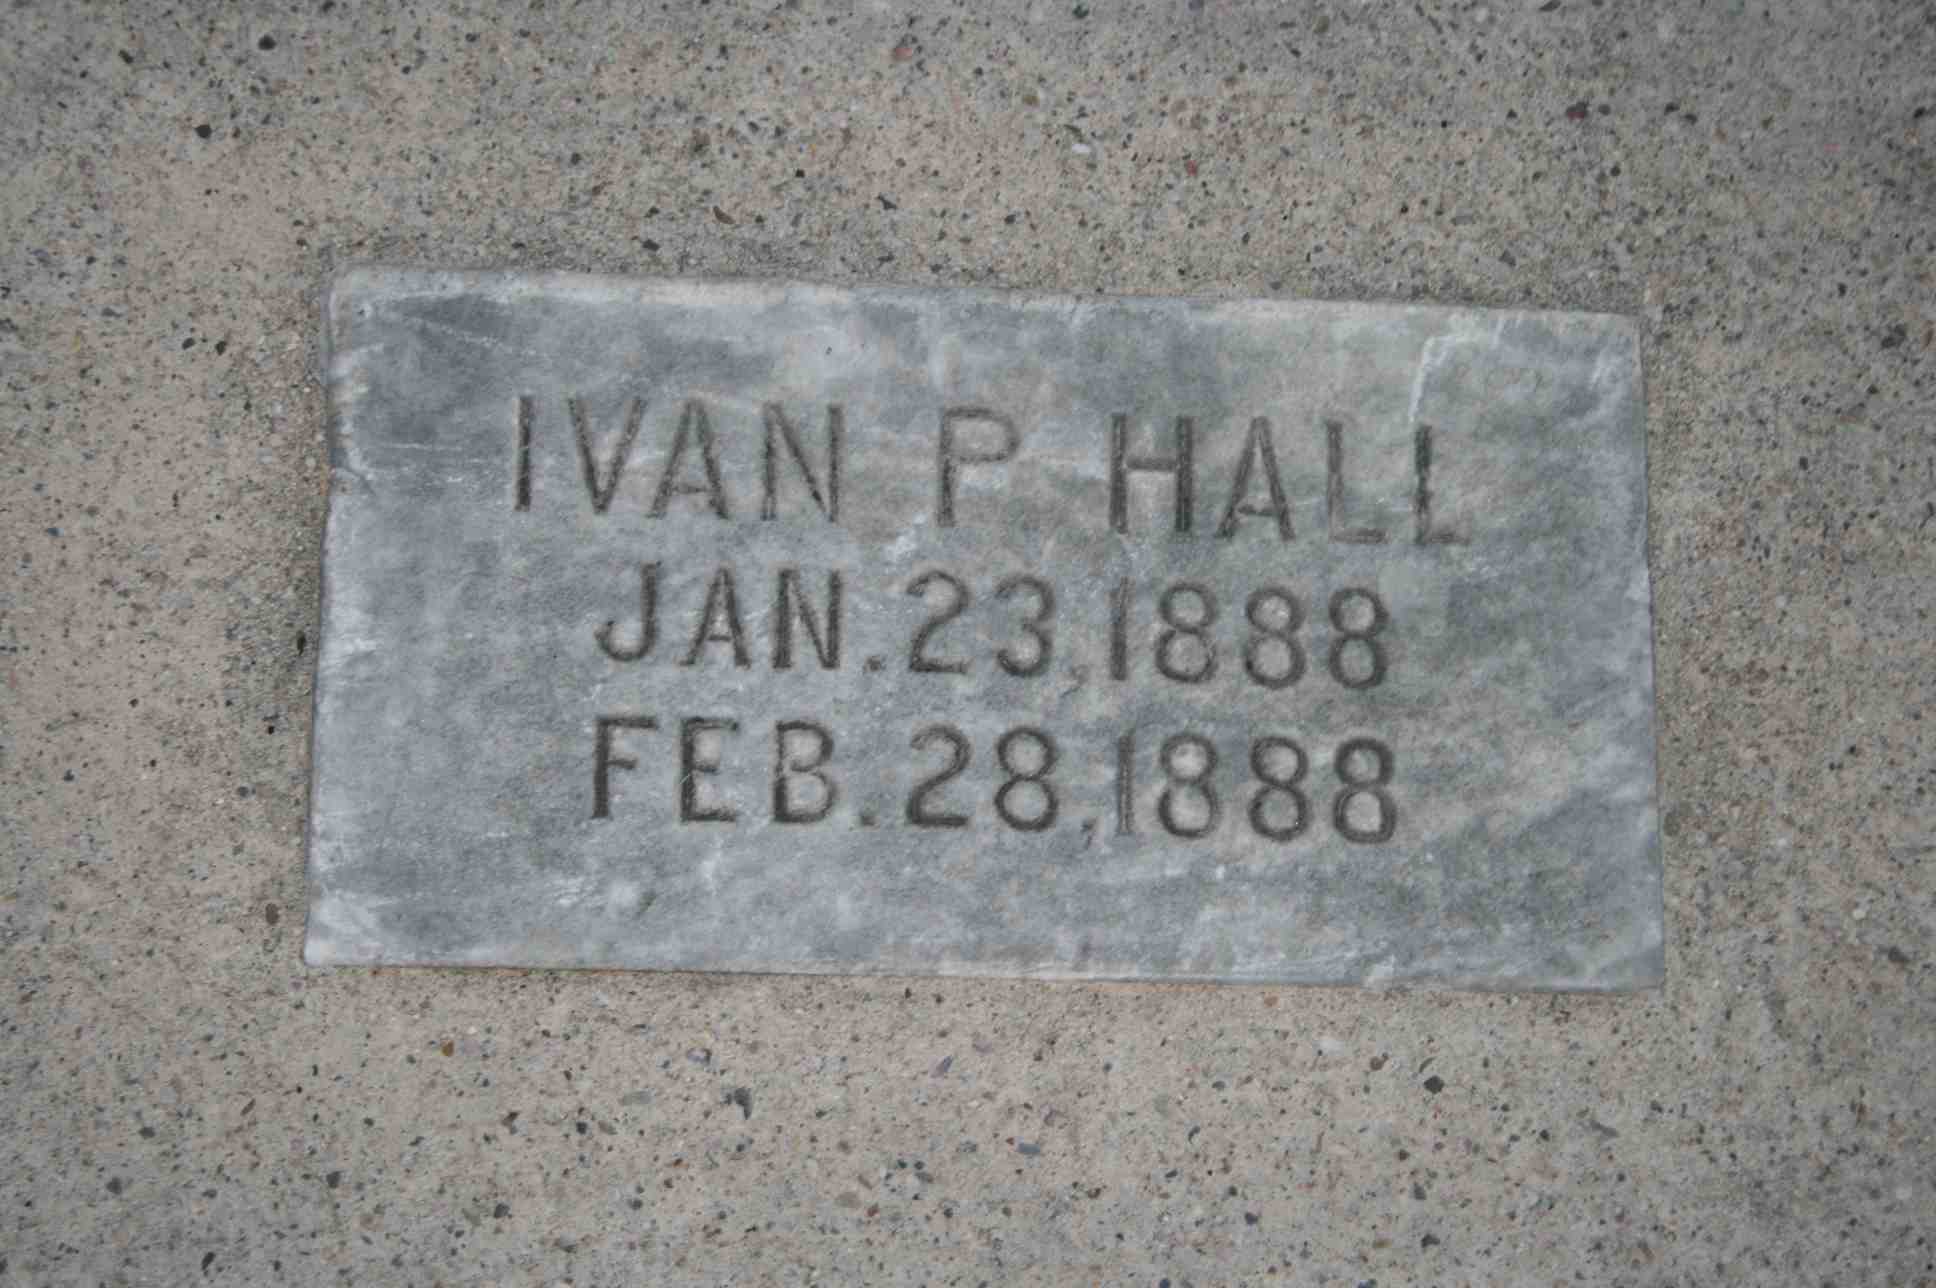 IVAN P HALL
JAN. 23, 1888
FEB. 28, 1888